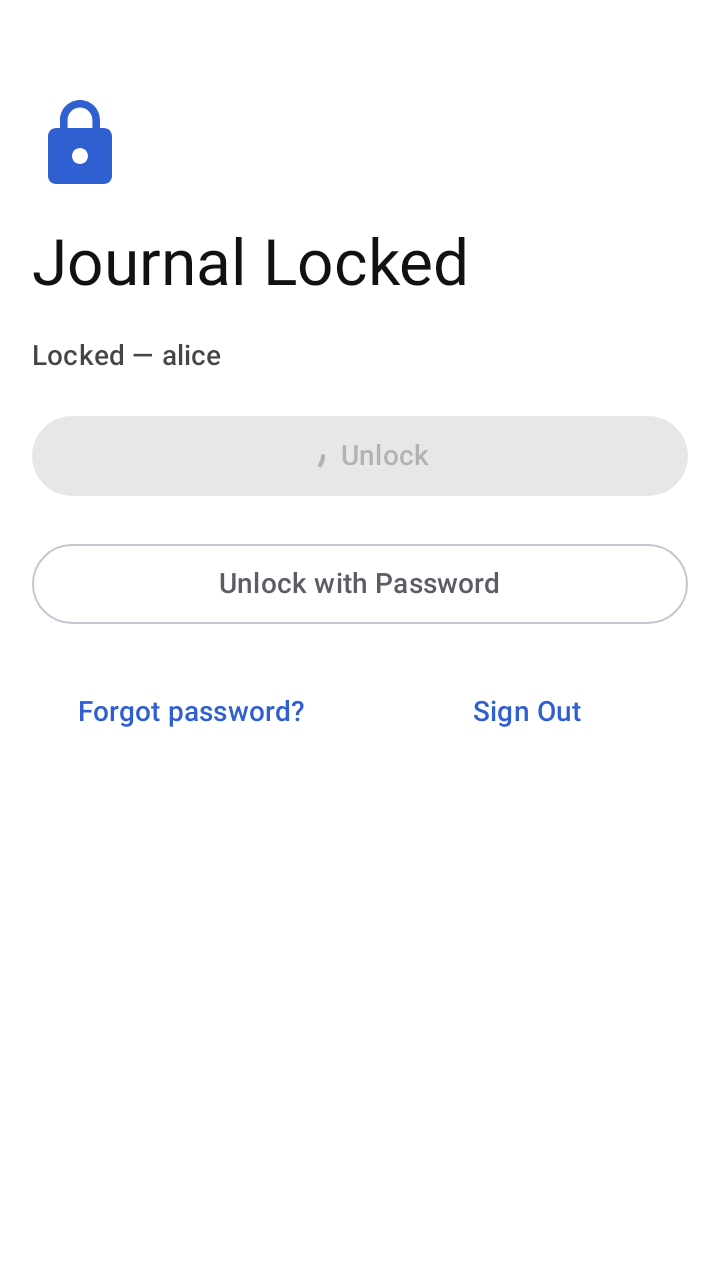 Journal Locked
Locked — alice
Unlock
Unlock with Password
Forgot password? Sign Out